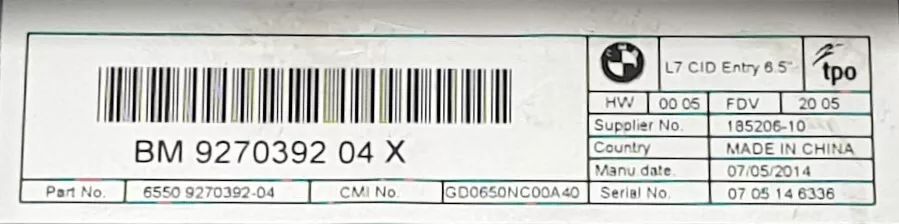 BMW
L7 CID Entry 6.5"
tpo
HW 00 05 FDV 20 05
Supplier No. 185206-10
Country MADE IN CHINA
Manu date. 07/05/2014
Serial No. 07 05 14 6336
BM 9270392 04 X
Part No. 6550 9270392-04 CMI No. GD0650NC00A40